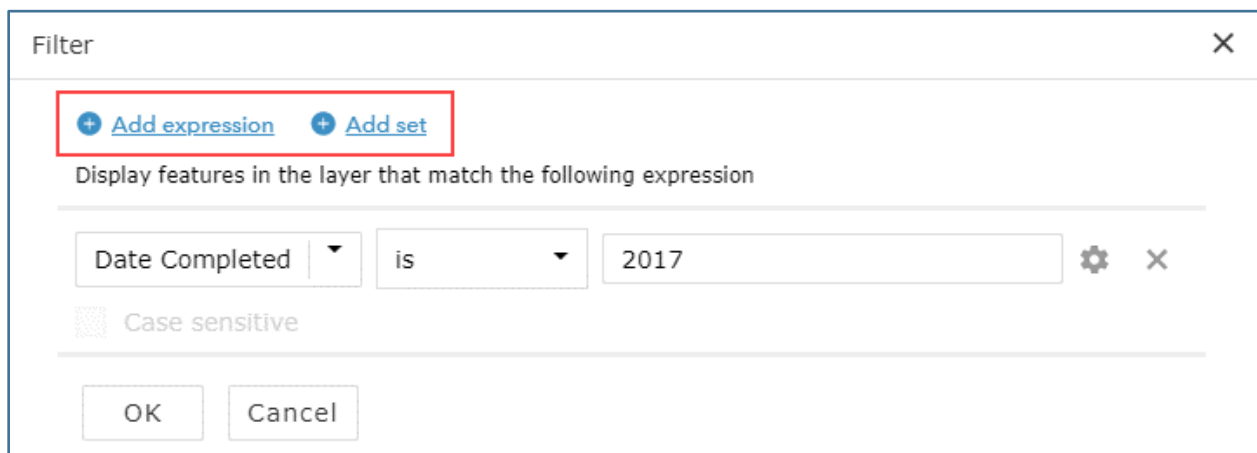 Filter
Add expression Add set
Display features in the layer that match the following expression
Date Completed is 2017
Case sensitive
OK Cancel